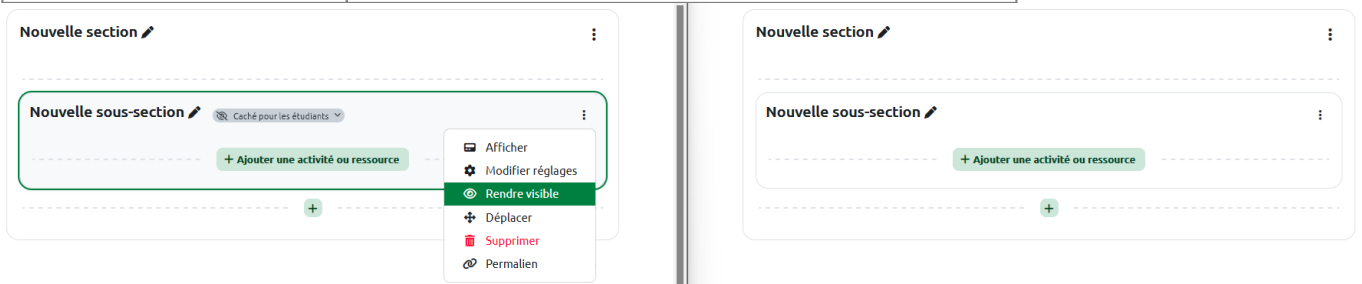 Nouvelle section
Nouvelle sous-section
Caché pour les étudiants
+ Ajouter une activité ou ressource
Afficher
Modifier réglages
Rendre visible
Déplacer
Supprimer
Permalien
+
Nouvelle section
Nouvelle sous-section
+ Ajouter une activité ou ressource
+